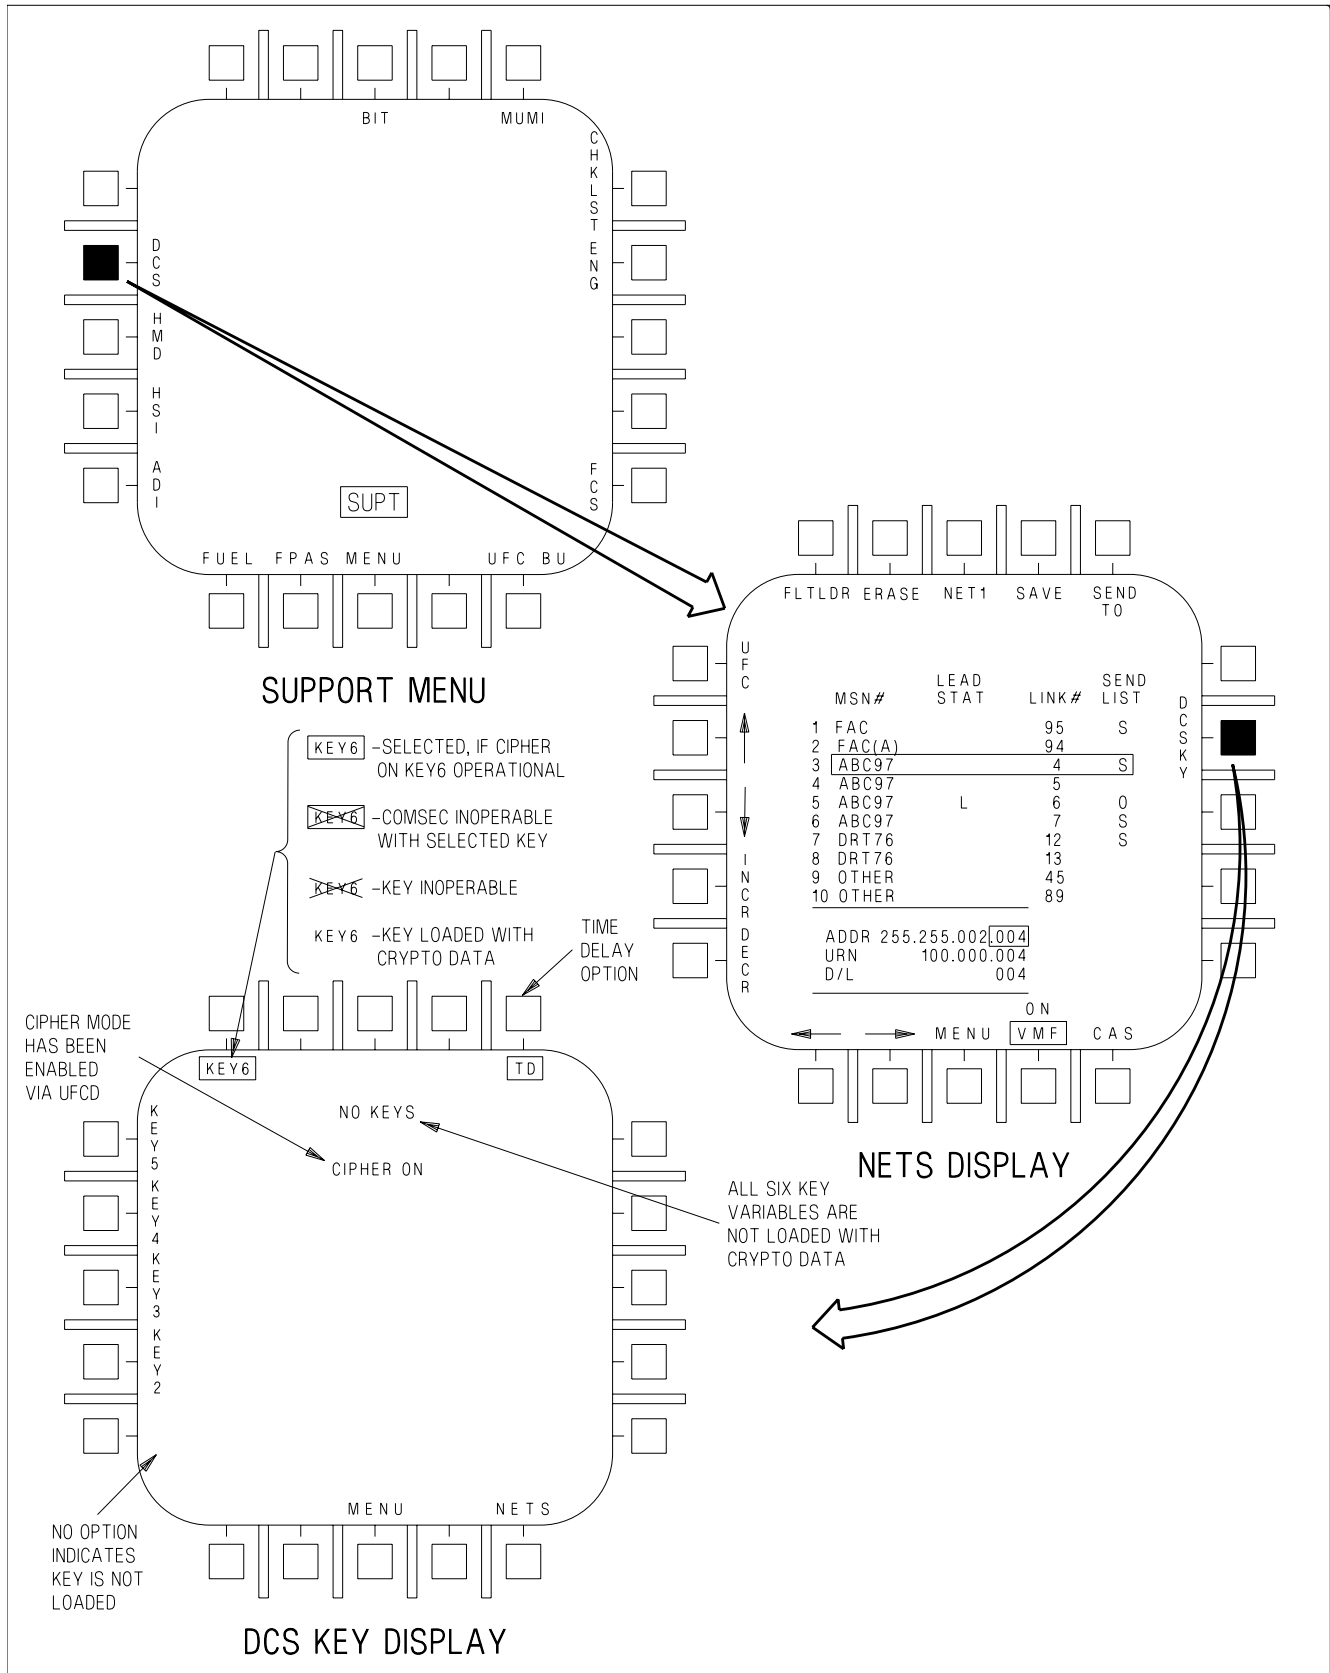 BIT MUMI
CHKLST
DCS
ENG
HMD
HSI
ADI
FCS
SUPT
FUEL FPAS MENU UFC BU
SUPPORT MENU
FLTLDR ERASE NET1 SAVE SEND
TO
UFC
DCSKY
LEAD SEND
MSN# STAT LINK# LIST
1 FAC 95 S
2 FAC(A) 94
3 ABC97 4 S
4 ABC97 5
5 ABC97 L 6 O
6 ABC97 7 S
7 DRT76 12 S
8 DRT76 13
9 OTHER 45
10 OTHER 89
INCR
DECR
ADDR 255.255.002.004
URN 100.000.004
D/L 004
ON
MENU VMF CAS
NETS DISPLAY
KEY6 -SELECTED, IF CIPHER
ON KEY6 OPERATIONAL
KEY6 -COMSEC INOPERABLE
WITH SELECTED KEY
KEY6 -KEY INOPERABLE
KEY6 -KEY LOADED WITH
CRYPTO DATA
TIME
DELAY
OPTION
CIPHER MODE
HAS BEEN
ENABLED
VIA UFCD
KEY6 TD
NO KEYS
CIPHER ON
KEY5
KEY4
KEY3
KEY2
ALL SIX KEY
VARIABLES ARE
NOT LOADED WITH
CRYPTO DATA
MENU NETS
NO OPTION
INDICATES
KEY IS NOT
LOADED
DCS KEY DISPLAY